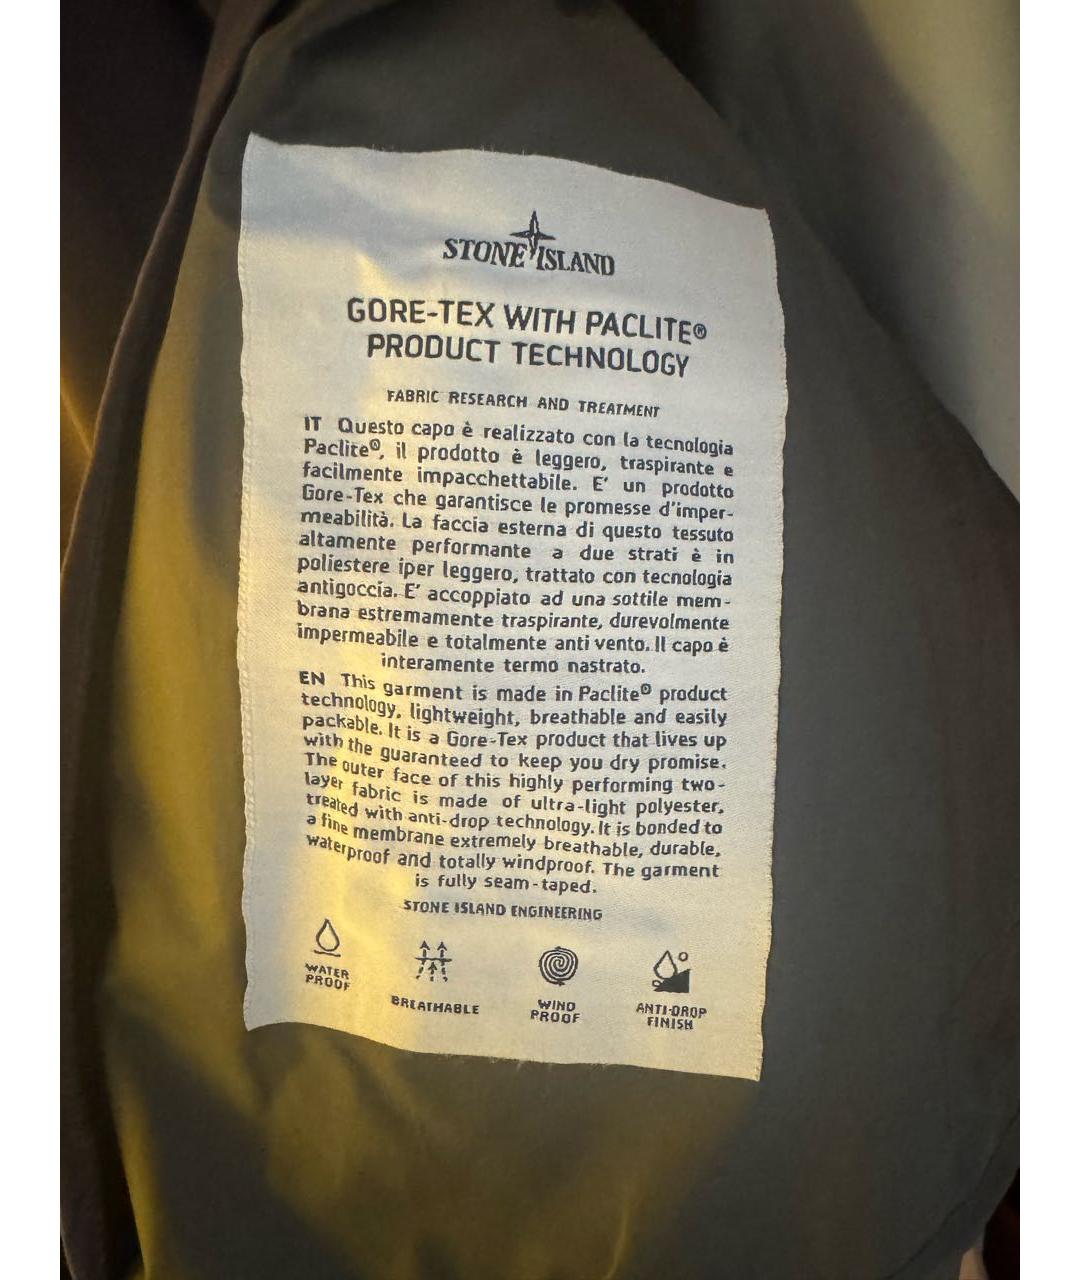 STONE ISLAND
GORE-TEX WITH PACLITE®
PRODUCT TECHNOLOGY
FABRIC RESEARCH AND TREATMENT
IT Questo capo è realizzato con la tecnologia
Paclite®, il prodotto è leggero, traspirante e
facilmente impacchettabile. E' un prodotto
Gore-Tex che garantisce le promesse d'imper-
meabilità. La faccia esterna di questo tessuto
altamente performante a due strati è in
poliestere iper leggero, trattato con tecnologia
antigoccia. E' accoppiato ad una sottile mem-
brana estremamente traspirante, durevolmente
impermeabile e totalmente anti vento. Il capo è
interamente termo nastrato.
EN This garment is made in Paclite® product
technology, lightweight, breathable and easily
packable. It is a Gore-Tex product that lives up
with the guaranteed to keep you dry promise.
The outer face of this highly performing two-
layer fabric is made of ultra-light polyester,
treated with anti-drop technology. It is bonded to
a fine membrane extremely breathable, durable,
waterproof and totally windproof. The garment
is fully seam-taped.
STONE ISLAND ENGINEERING
WATER
PROOF
BREATHABLE
WIND
PROOF
ANTI-DROP
FINISH